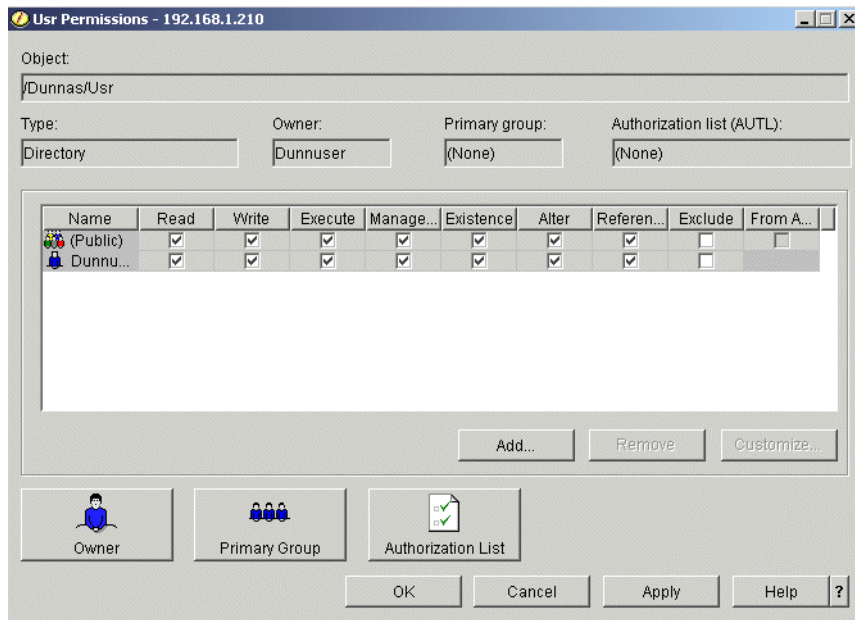 Usr Permissions - 192.168.1.210
Object:
/Dunnas/Usr
Type: Owner: Primary group: Authorization list (AUTL):
Directory Dunnuser (None) (None)
Name Read Write Execute Manage... Existence Alter Referen... Exclude From A...
(Public)
Dunnu...
Add... Remove Customize...
Owner Primary Group Authorization List
OK Cancel Apply Help ?